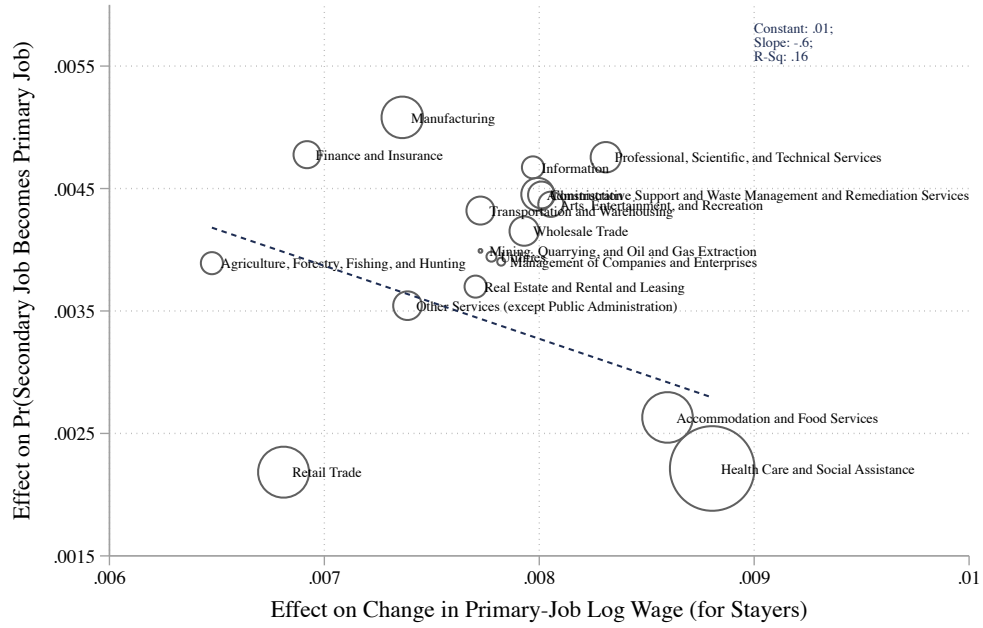 Constant: .01;
Slope: -.6;
R-Sq: .16
Effect on Pr(Secondary Job Becomes Primary Job)
.0055
.0045
.0035
.0025
.0015
Manufacturing
Finance and Insurance
Professional, Scientific, and Technical Services
Information
Administrative Support and Waste Management and Remediation Services
Arts, Entertainment, and Recreation
Transportation and Warehousing
Wholesale Trade
Mining, Quarrying, and Oil and Gas Extraction
Utilities
Management of Companies and Enterprises
Agriculture, Forestry, Fishing, and Hunting
Real Estate and Rental and Leasing
Other Services (except Public Administration)
Accommodation and Food Services
Health Care and Social Assistance
Retail Trade
.006 .007 .008 .009 .01
Effect on Change in Primary-Job Log Wage (for Stayers)